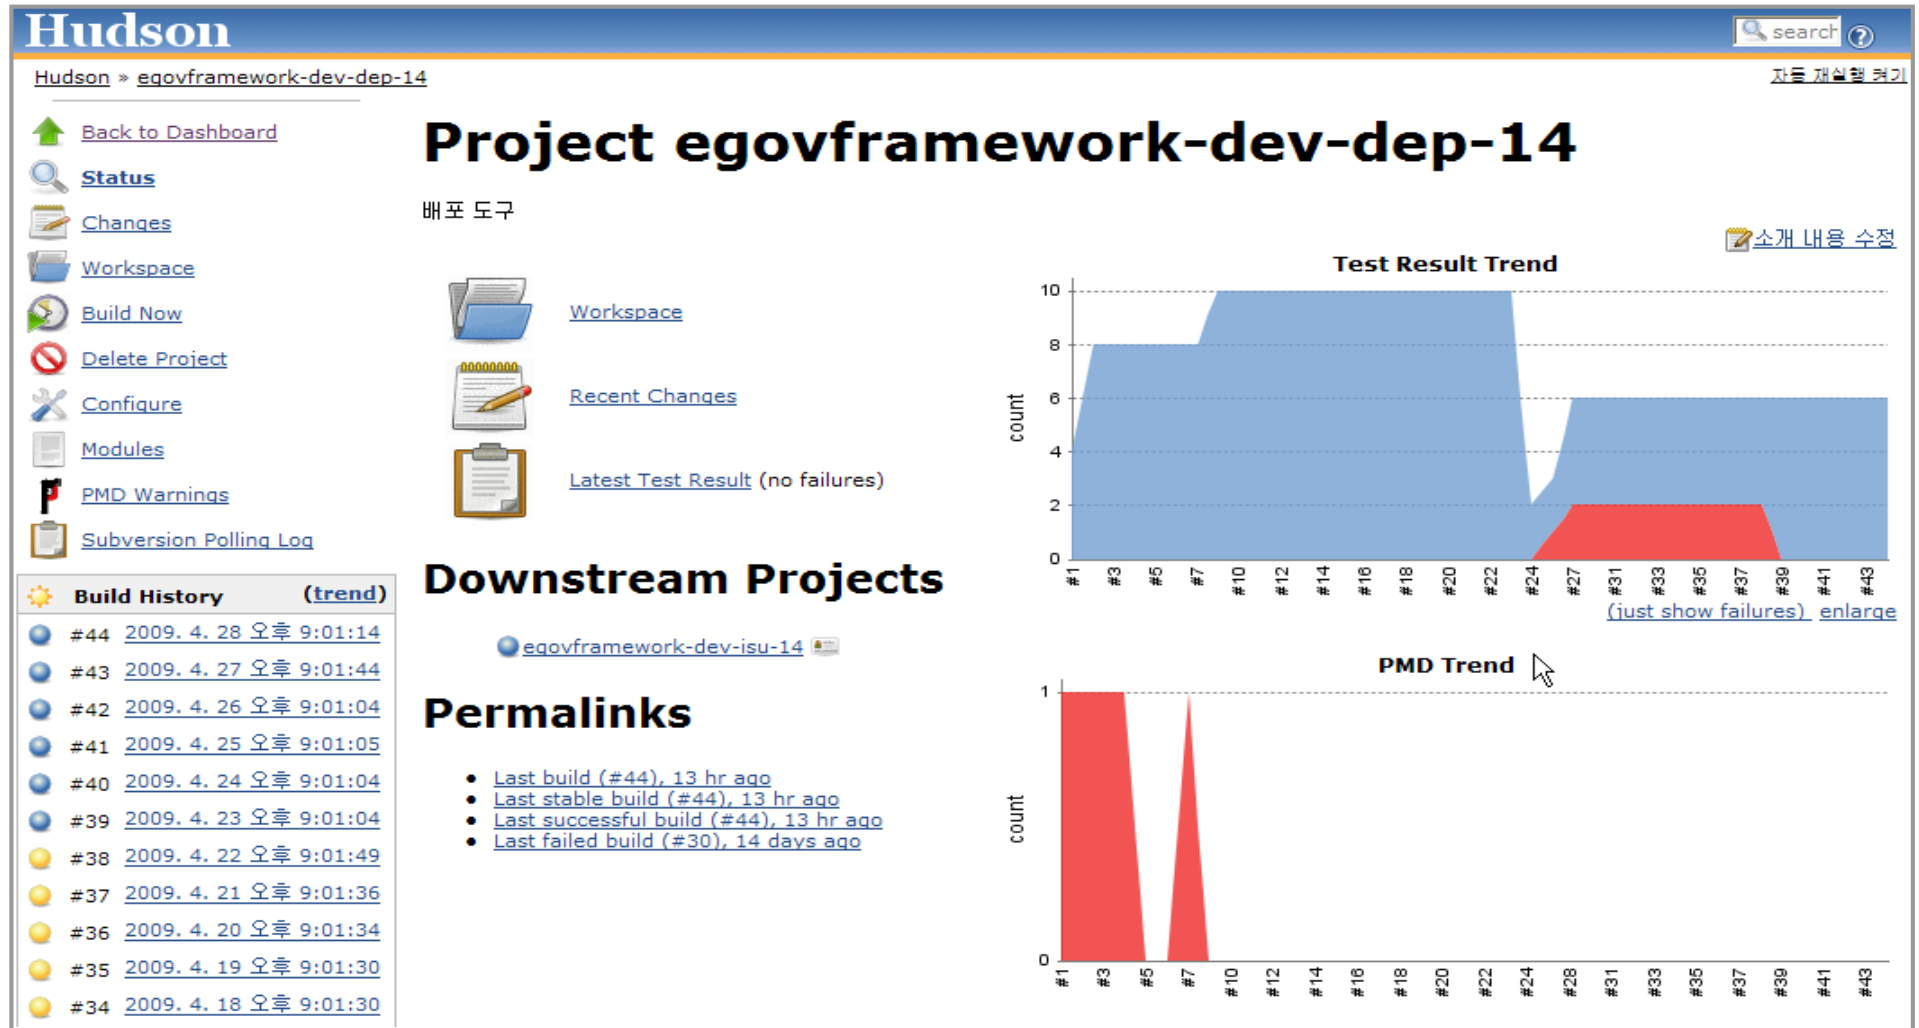 Hudson
search
Hudson » egovframework-dev-dep-14
자동 재실행 켜기
Back to Dashboard
Status
Changes
Workspace
Build Now
Delete Project
Configure
Modules
PMD Warnings
Subversion Polling Log
Build History (trend)
#44 2009. 4. 28 오후 9:01:14
#43 2009. 4. 27 오후 9:01:44
#42 2009. 4. 26 오후 9:01:04
#41 2009. 4. 25 오후 9:01:05
#40 2009. 4. 24 오후 9:01:04
#39 2009. 4. 23 오후 9:01:04
#38 2009. 4. 22 오후 9:01:49
#37 2009. 4. 21 오후 9:01:36
#36 2009. 4. 20 오후 9:01:34
#35 2009. 4. 19 오후 9:01:30
#34 2009. 4. 18 오후 9:01:30
Project egovframework-dev-dep-14
배포 도구
소개 내용 수정
Workspace
Recent Changes
Latest Test Result (no failures)
Downstream Projects
egovframework-dev-isu-14
Permalinks
Last build (#44), 13 hr ago
Last stable build (#44), 13 hr ago
Last successful build (#44), 13 hr ago
Last failed build (#30), 14 days ago
Test Result Trend
10
8
6
4
2
0
count
#1 #3 #5 #7 #10 #12 #14 #16 #18 #20 #22 #24 #27 #31 #33 #35 #37 #39 #41 #43
(just show failures) enlarge
PMD Trend
1
0
count
#1 #3 #5 #7 #10 #12 #14 #16 #18 #20 #22 #24 #28 #31 #33 #35 #37 #39 #41 #43